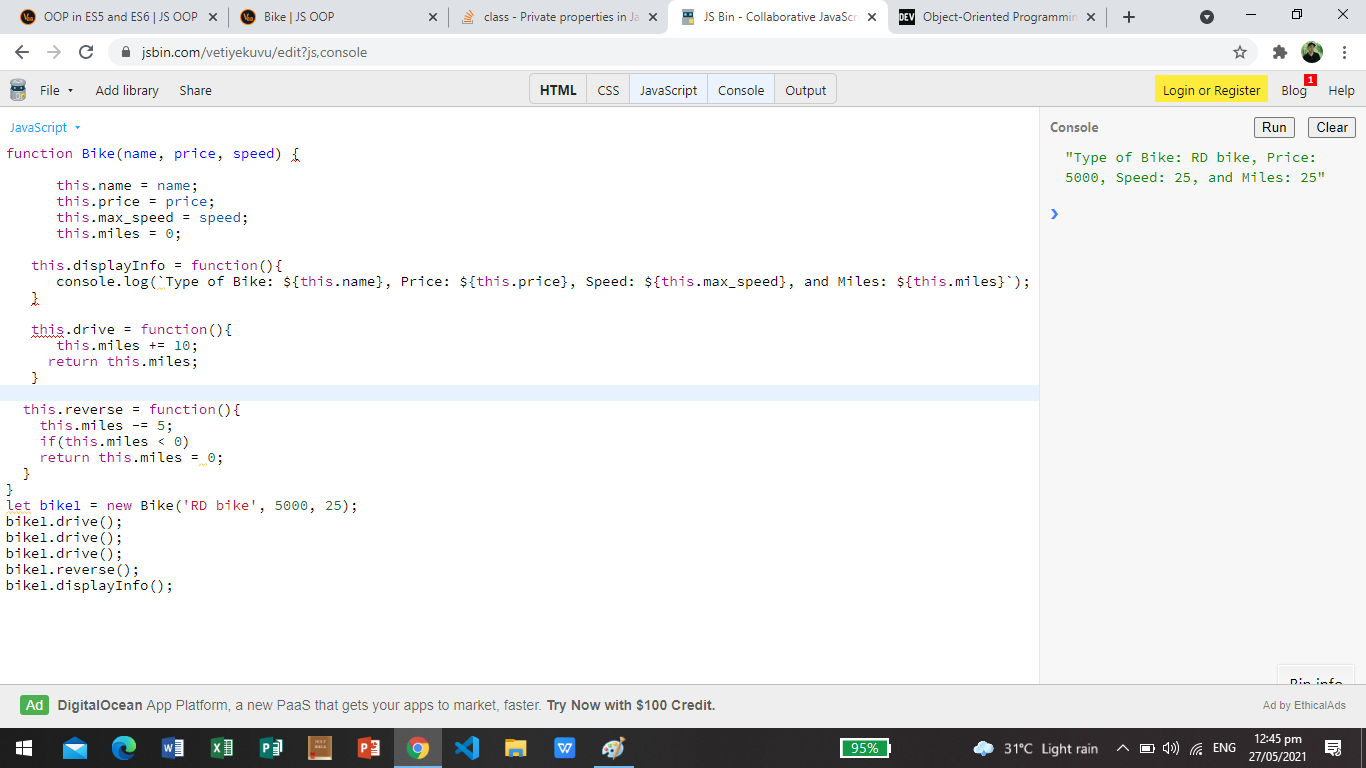 OOP in ES5 and ES6 | JS OOP
Bike | JS OOP
class - Private properties in Ja
JS Bin - Collaborative JavaScr
DEV Object-Oriented Programmin
jsbin.com/vetiyekuvu/edit?js,console
File Add library Share HTML CSS JavaScript Console Output Login or Register Blog 1 Help
JavaScript
function Bike(name, price, speed) {
this.name = name;
this.price = price;
this.max_speed = speed;
this.miles = 0;
this.displayInfo = function(){
console.log(`Type of Bike: ${this.name}, Price: ${this.price}, Speed: ${this.max_speed}, and Miles: ${this.miles}`);
}
this.drive = function(){
this.miles += 10;
return this.miles;
}
this.reverse = function(){
this.miles -= 5;
if(this.miles < 0)
return this.miles = 0;
}
}
let bike1 = new Bike('RD bike', 5000, 25);
bike1.drive();
bike1.drive();
bike1.drive();
bike1.reverse();
bike1.displayInfo();
Console Run Clear
"Type of Bike: RD bike, Price:
5000, Speed: 25, and Miles: 25"
Bin info
Ad DigitalOcean App Platform, a new PaaS that gets your apps to market, faster. Try Now with $100 Credit.
Ad by EthicalAds
95%
31°C Light rain
ENG
12:45 pm
27/05/2021